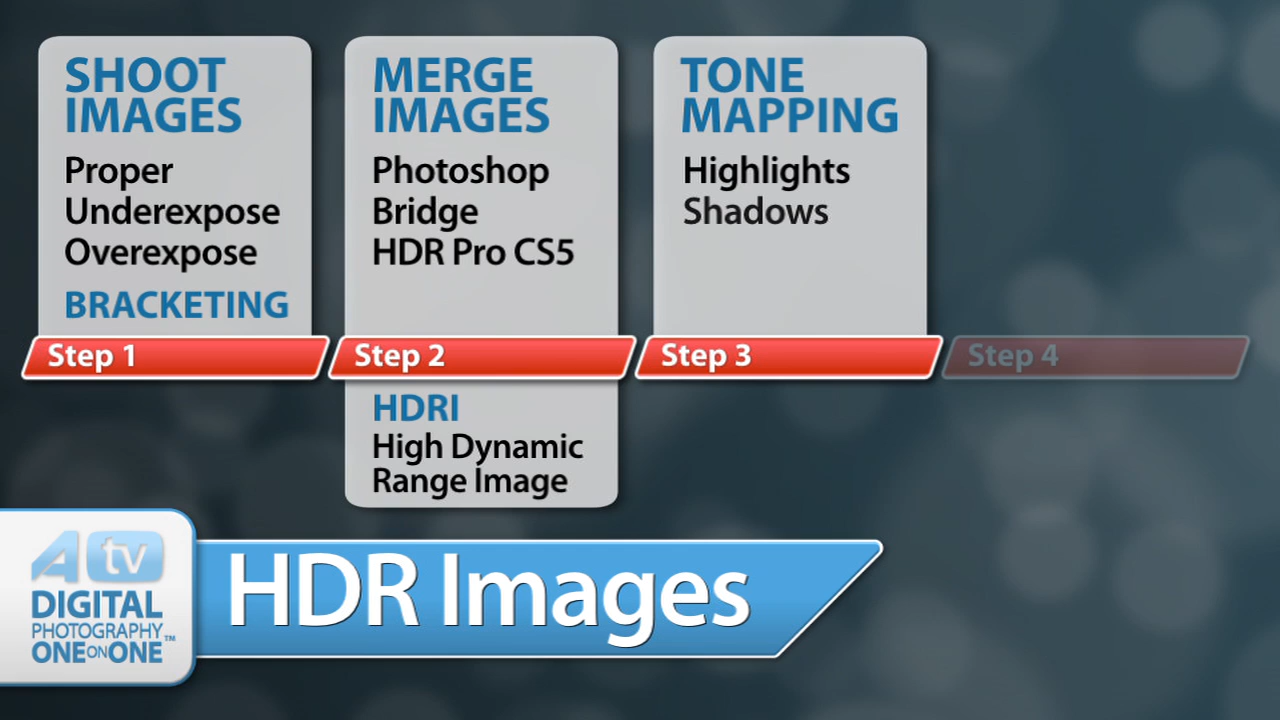 SHOOT
IMAGES
Proper
Underexpose
Overexpose
BRACKETING
Step 1
MERGE
IMAGES
Photoshop
Bridge
HDR Pro CS5
Step 2
HDRI
High Dynamic
Range Image
TONE
MAPPING
Highlights
Shadows
Step 3
Step 4
A tv
DIGITAL
PHOTOGRAPHY
ONE ON ONE™
HDR Images